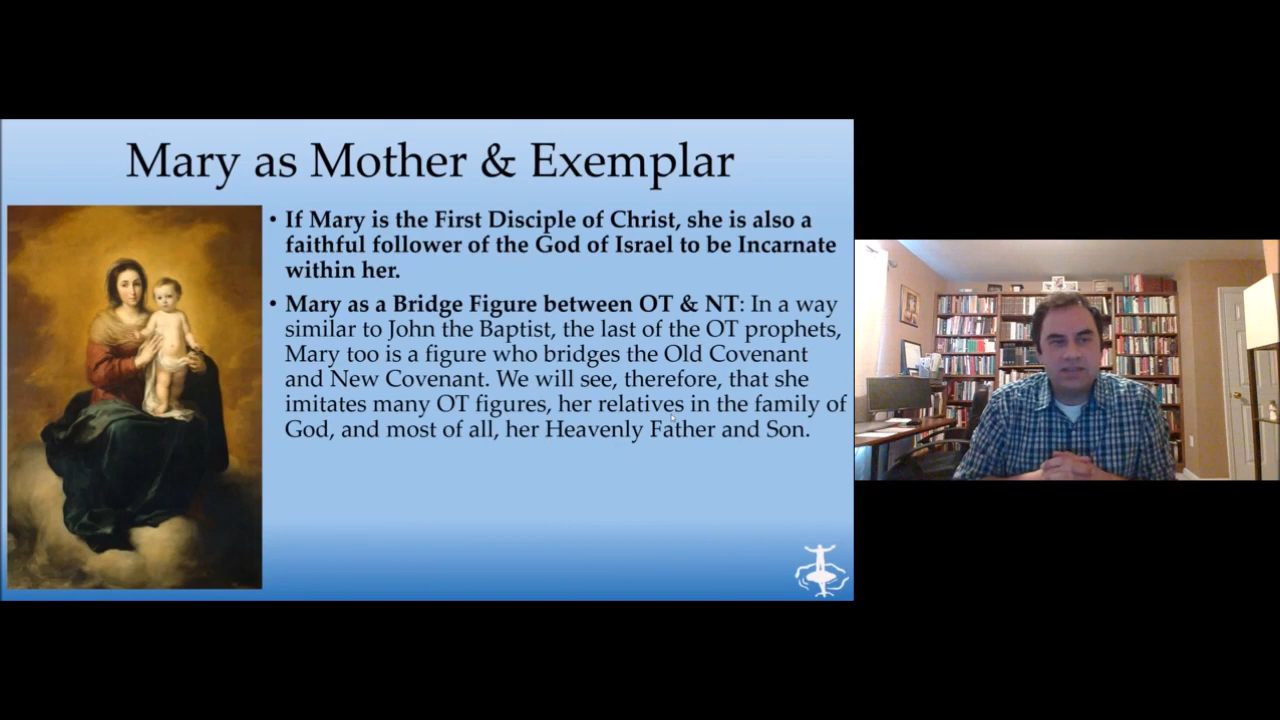 Mary as Mother & Exemplar
• If Mary is the First Disciple of Christ, she is also a
faithful follower of the God of Israel to be Incarnate
within her.
• Mary as a Bridge Figure between OT & NT: In a way
similar to John the Baptist, the last of the OT prophets,
Mary too is a figure who bridges the Old Covenant
and New Covenant. We will see, therefore, that she
imitates many OT figures, her relatives in the family of
God, and most of all, her Heavenly Father and Son.